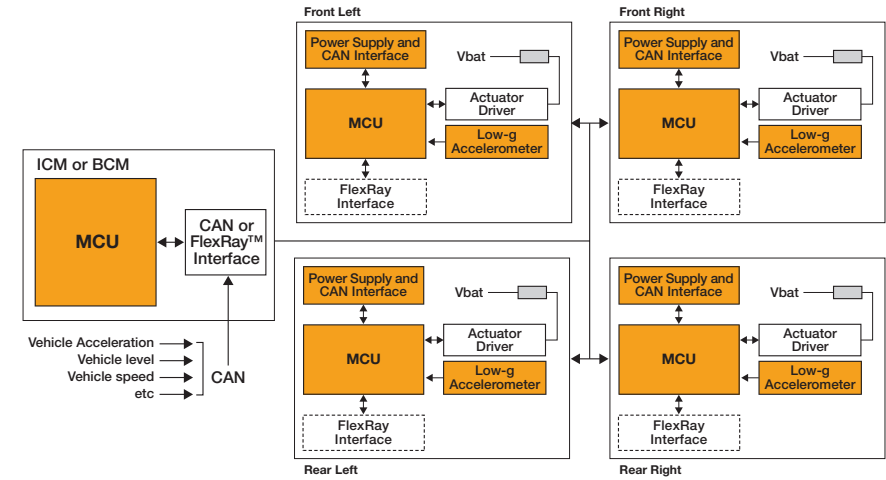 Front Left
Power Supply and
CAN Interface
Vbat
MCU
Actuator
Driver
Low-g
Accelerometer
FlexRay
Interface
Front Right
Power Supply and
CAN Interface
Vbat
MCU
Actuator
Driver
Low-g
Accelerometer
FlexRay
Interface
ICM or BCM
MCU
CAN or
FlexRay™
Interface
Vehicle Acceleration
Vehicle level
Vehicle speed
etc
CAN
Power Supply and
CAN Interface
Vbat
MCU
Actuator
Driver
Low-g
Accelerometer
FlexRay
Interface
Rear Left
Power Supply and
CAN Interface
Vbat
MCU
Actuator
Driver
Low-g
Accelerometer
FlexRay
Interface
Rear Right